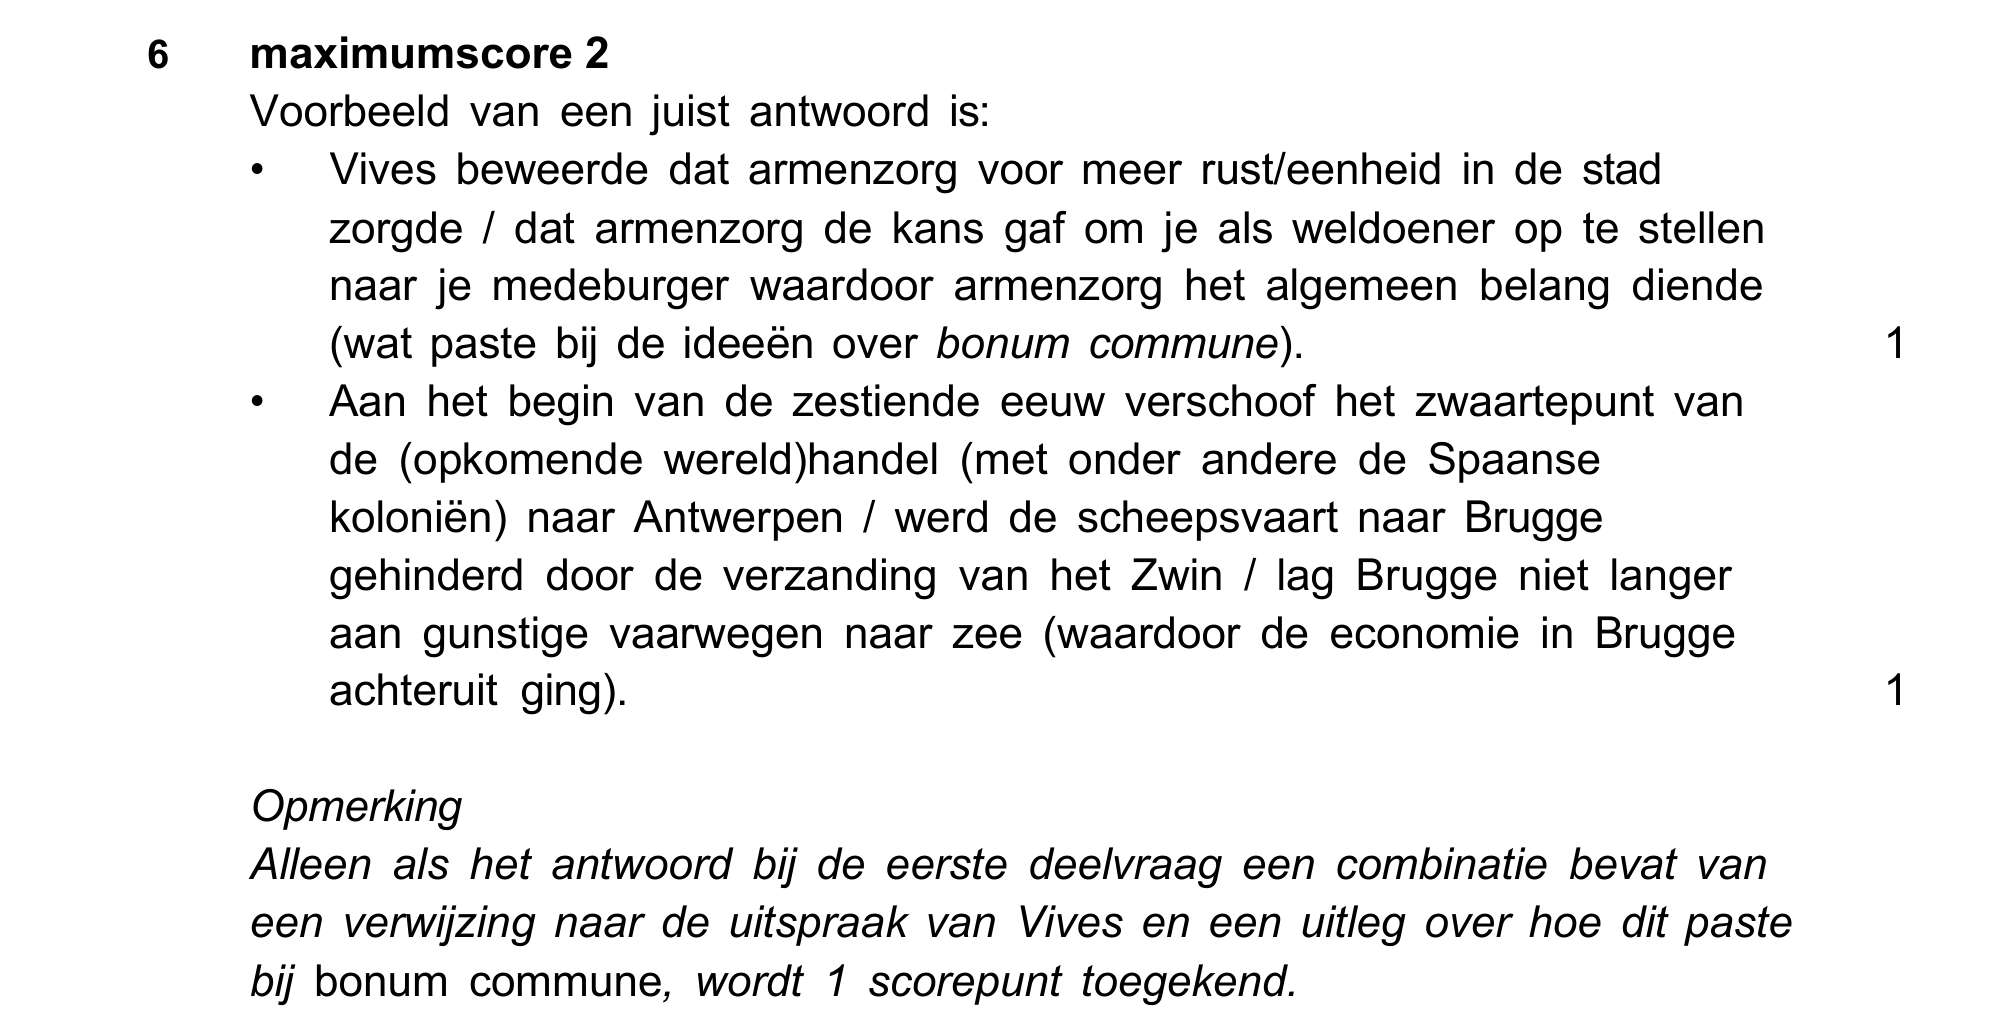 6 maximumscore 2
Voorbeeld van een juist antwoord is:
• Vives beweerde dat armenzorg voor meer rust/eenheid in de stad
zorgde / dat armenzorg de kans gaf om je als weldoener op te stellen
naar je medeburger waardoor armenzorg het algemeen belang diende
(wat paste bij de ideeën over bonum commune). 1
• Aan het begin van de zestiende eeuw verschoof het zwaartepunt van
de (opkomende wereld)handel (met onder andere de Spaanse
koloniën) naar Antwerpen / werd de scheepsvaart naar Brugge
gehinderd door de verzanding van het Zwin / lag Brugge niet langer
aan gunstige vaarwegen naar zee (waardoor de economie in Brugge
achteruit ging). 1
Opmerking
Alleen als het antwoord bij de eerste deelvraag een combinatie bevat van
een verwijzing naar de uitspraak van Vives en een uitleg over hoe dit paste
bij bonum commune, wordt 1 scorepunt toegekend.